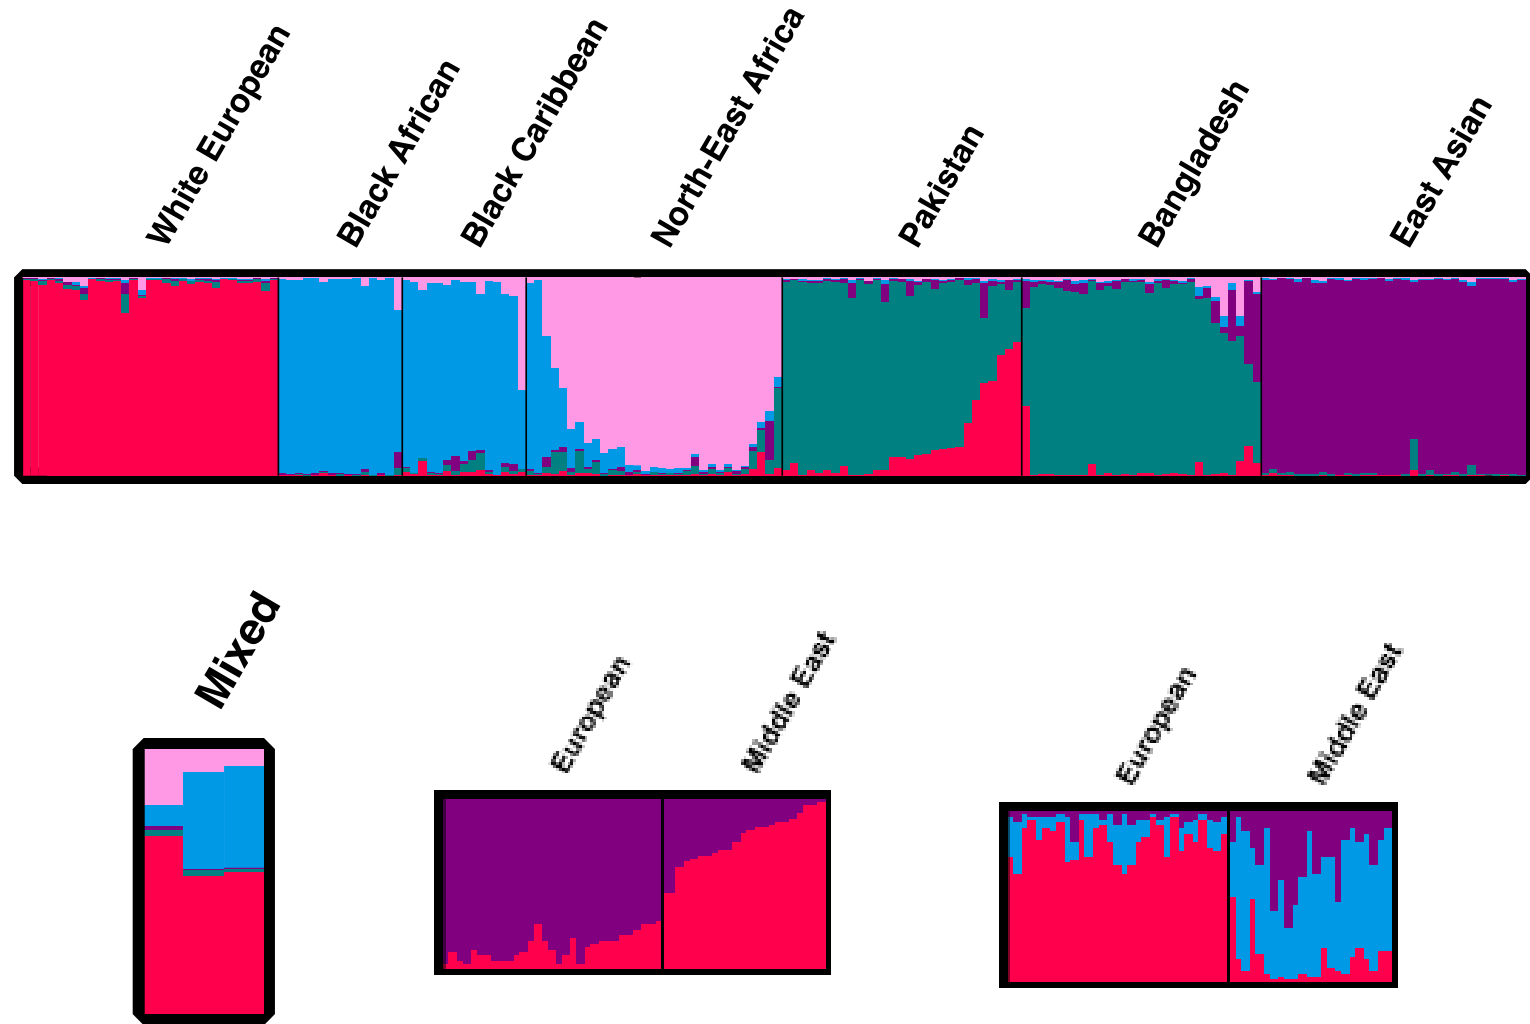 White European
Black African
Black Caribbean
North-East Africa
Pakistan
Bangladesh
East Asian
Mixed
European
Middle East
European
Middle East